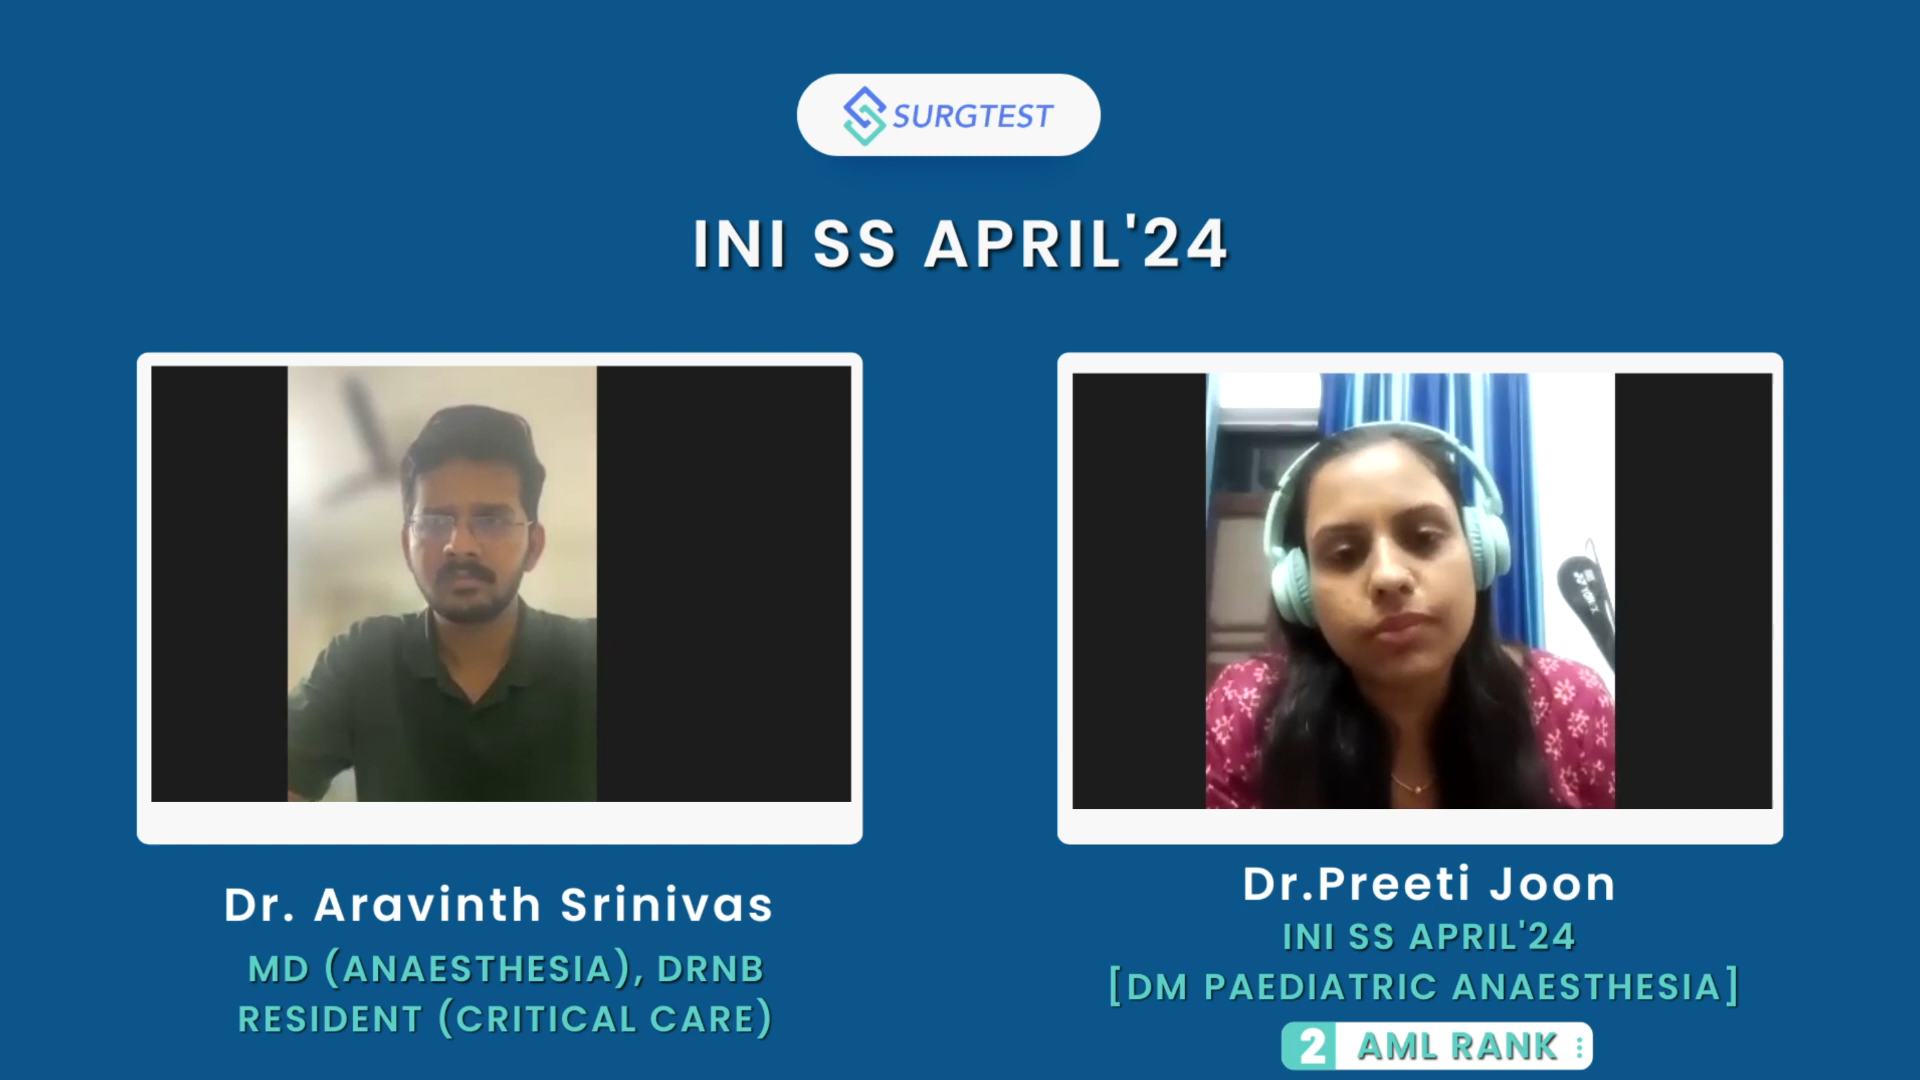 SURGTEST
INI SS APRIL'24
Dr. Aravinth Srinivas
MD (ANAESTHESIA), DRNB
RESIDENT (CRITICAL CARE)
Dr.Preeti Joon
INI SS APRIL'24
[DM PAEDIATRIC ANAESTHESIA]
2 AML RANK